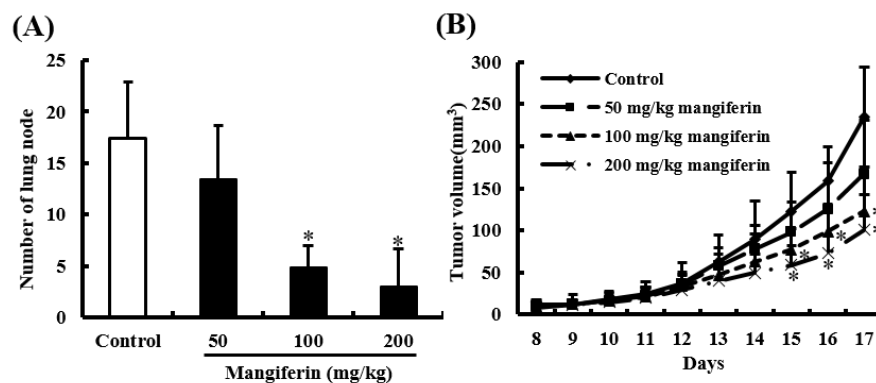 (A)
Number of lung node
25
20
15
10
5
0
*
*
Control
50
100
200
Mangiferin (mg/kg)
(B)
Tumor volume(mm³)
300
250
200
150
100
50
0
Control
50 mg/kg mangiferin
100 mg/kg mangiferin
200 mg/kg mangiferin
*
*
*
*
*
*
8 9 10 11 12 13 14 15 16 17
Days